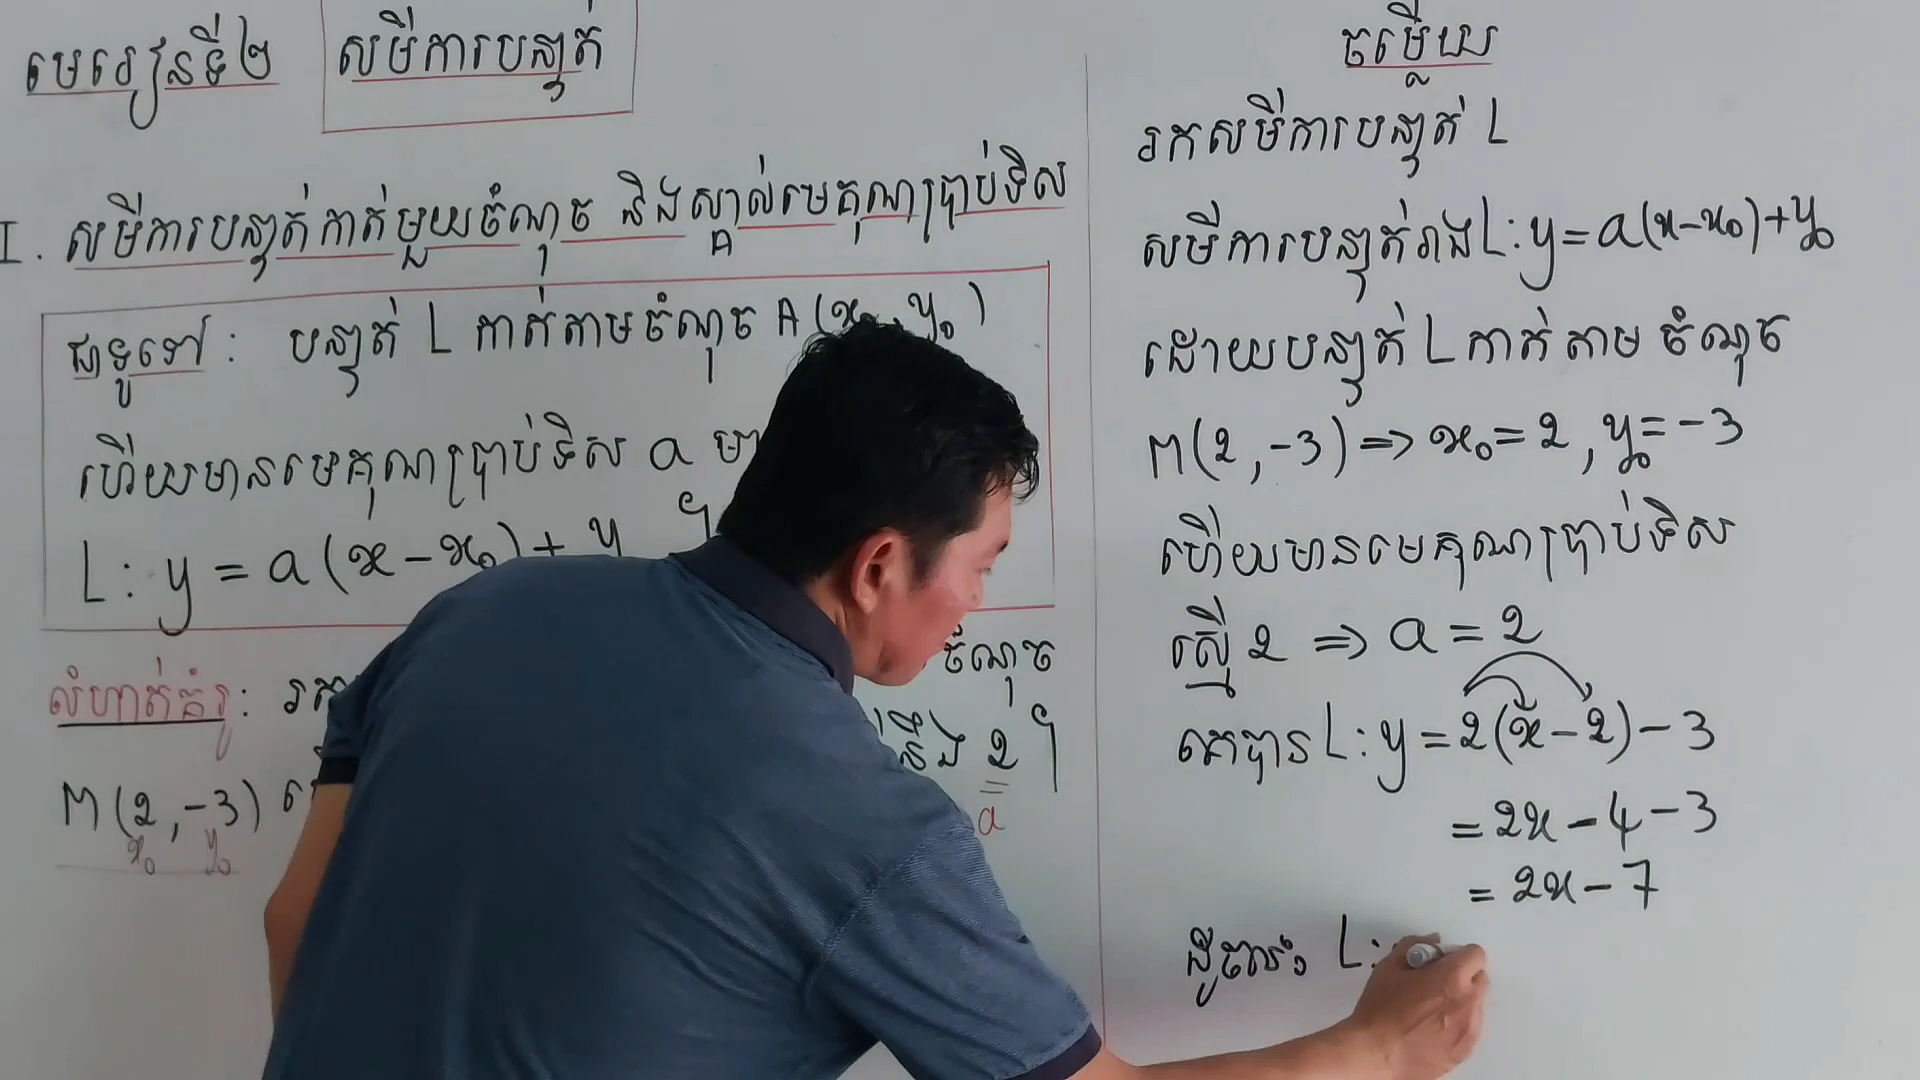 មេរៀនទី២ សមីការបន្ទាត់
I. សមីការបន្ទាត់កាត់មួយចំណុច និងស្គាល់មេគុណប្រាប់ទិស
ជាទូទៅ : បន្ទាត់ L កាត់តាមចំណុច A(x₀, y₀)
ហើយមានមេគុណប្រាប់ទិស a
L : y = a(x - x₀) + y ។
លំហាត់គំរូ : ចំណុច
M(2, -3) នឹង 2 ។
x₀ y₀ a
ចម្លើយ
រកសមីការបន្ទាត់ L
សមីការបន្ទាត់រាង L : y = a(x - x₀) + y₀
ដោយបន្ទាត់ L កាត់តាមចំណុច
M(2, -3) => x₀ = 2, y₀ = -3
ហើយមានមេគុណប្រាប់ទិស
ស្មើ 2 => a = 2
គេបាន L : y = 2(x - 2) - 3
= 2x - 4 - 3
= 2x - 7
ដូចនេះ L :